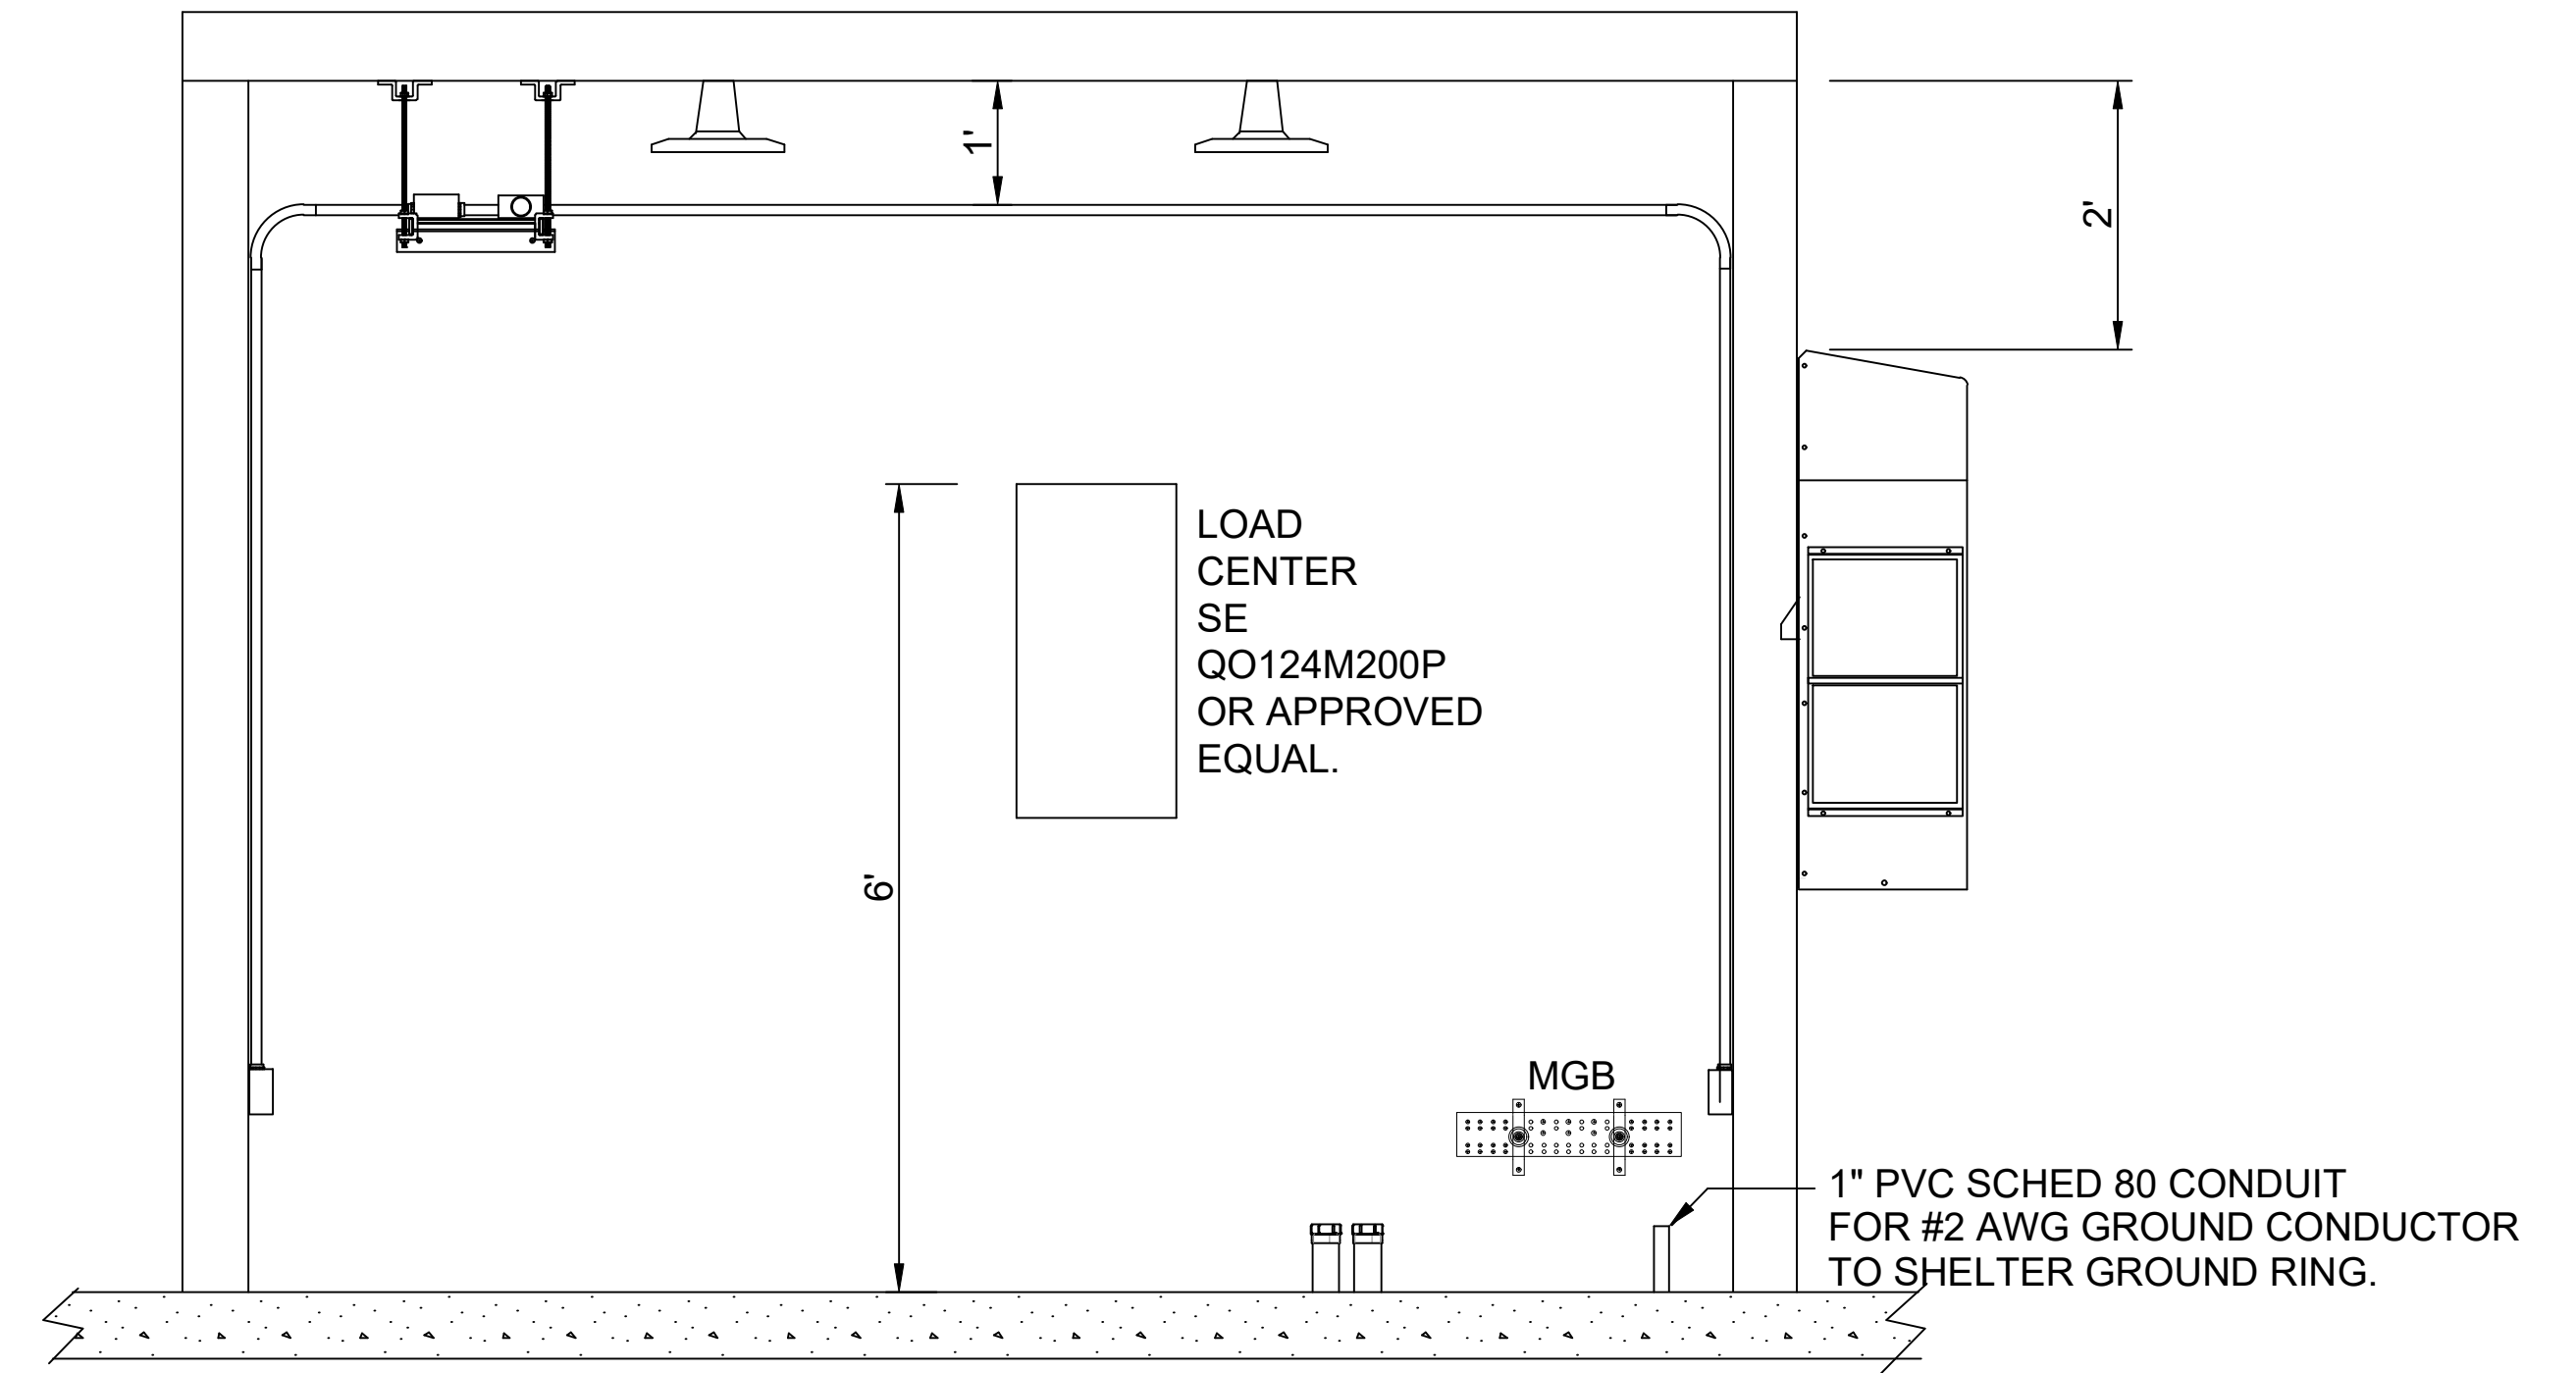 1'
2'
LOAD
CENTER
SE
QO124M200P
OR APPROVED
EQUAL.
6'
MGB
1" PVC SCHED 80 CONDUIT
FOR #2 AWG GROUND CONDUCTOR
TO SHELTER GROUND RING.